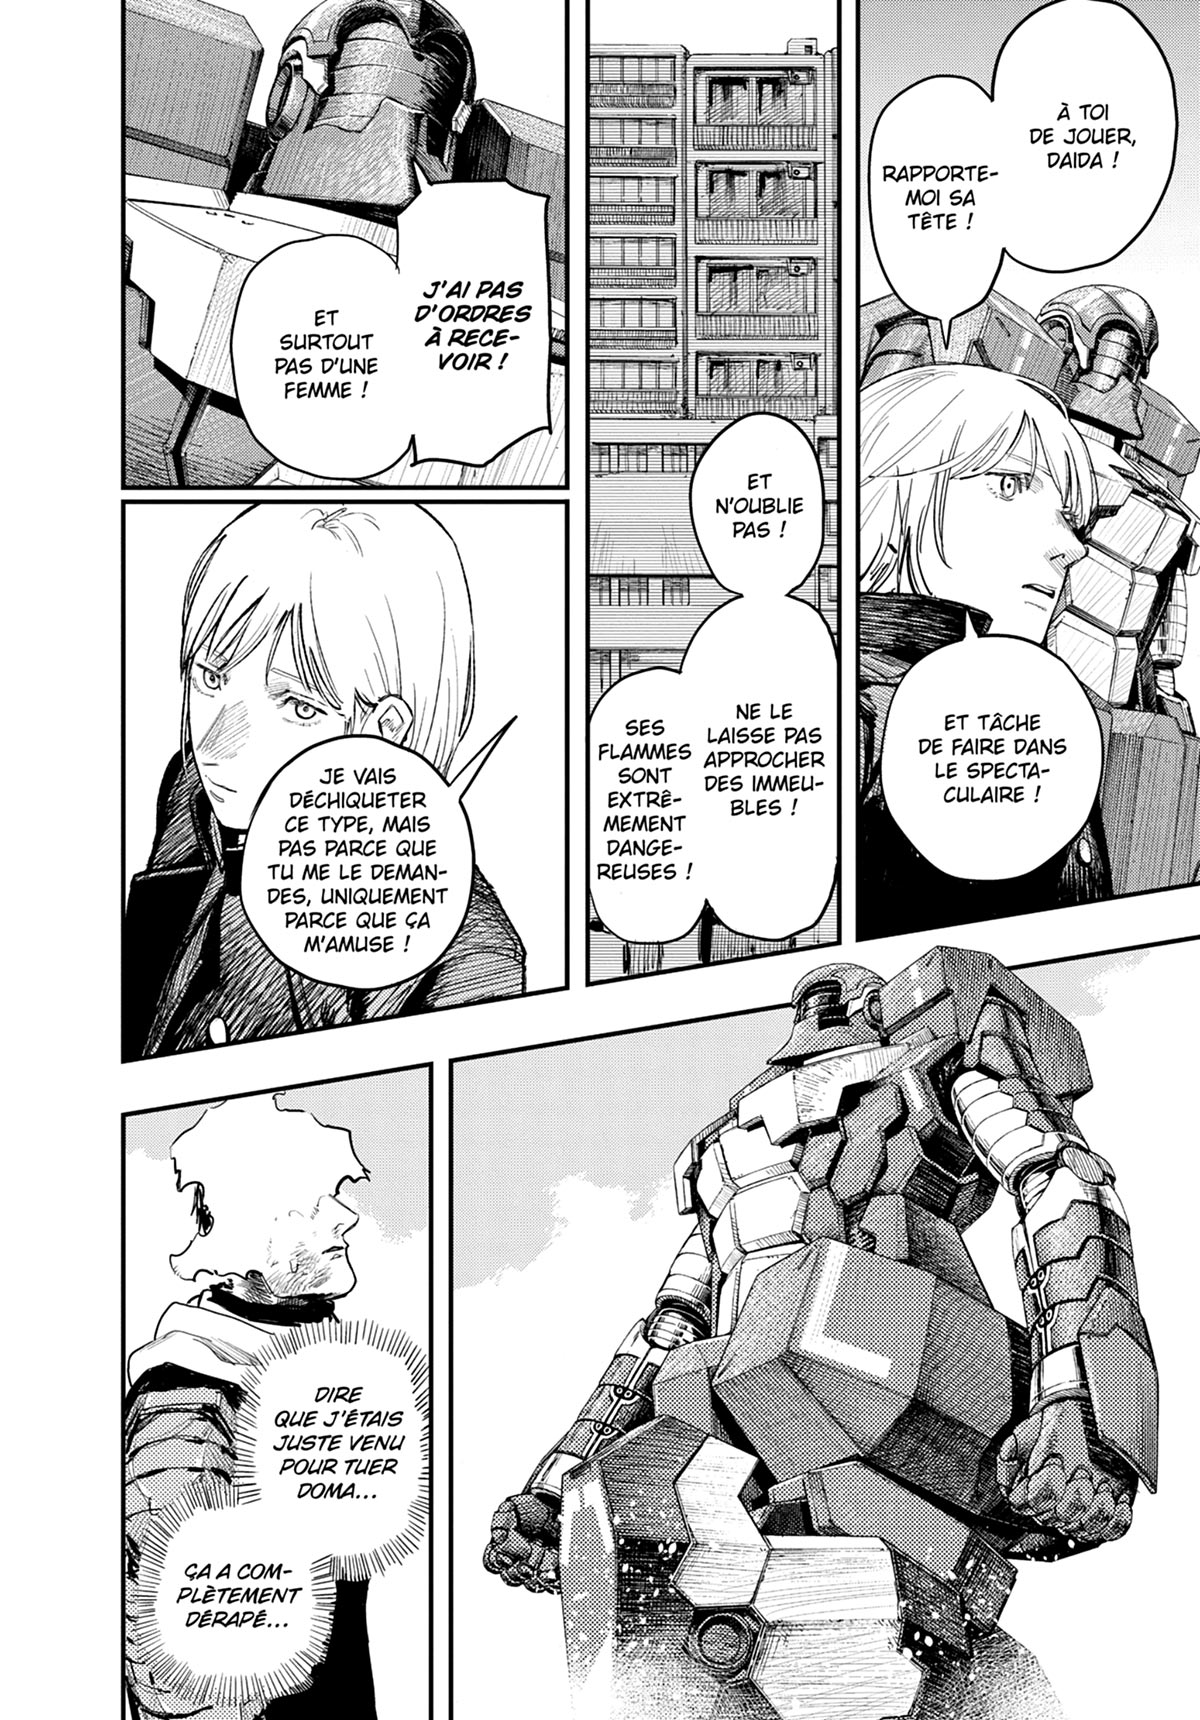 À TOI
DE JOUER,
DAIDA !
RAPPORTE-
MOI SA
TÊTE !
ET TÂCHE
DE FAIRE DANS
LE SPECTA-
CULAIRE !
ET
N'OUBLIE
PAS !
NE LE
LAISSE PAS
APPROCHER
DES IMMEU-
BLES !
SES
FLAMMES
SONT
EXTRÊ-
MEMENT
DANGE-
REUSES !
J'AI PAS
D'ORDRES
À RECE-
VOIR !
ET
SURTOUT
PAS D'UNE
FEMME !
JE VAIS
DÉCHIQUETER
CE TYPE, MAIS
PAS PARCE QUE
TU ME LE DEMAN-
DES, UNIQUEMENT
PARCE QUE ÇA
M'AMUSE !
DIRE
QUE J'ÉTAIS
JUSTE VENU
POUR TUER
DOMA...
ÇA A COM-
PLÈTEMENT
DÉRAPÉ...